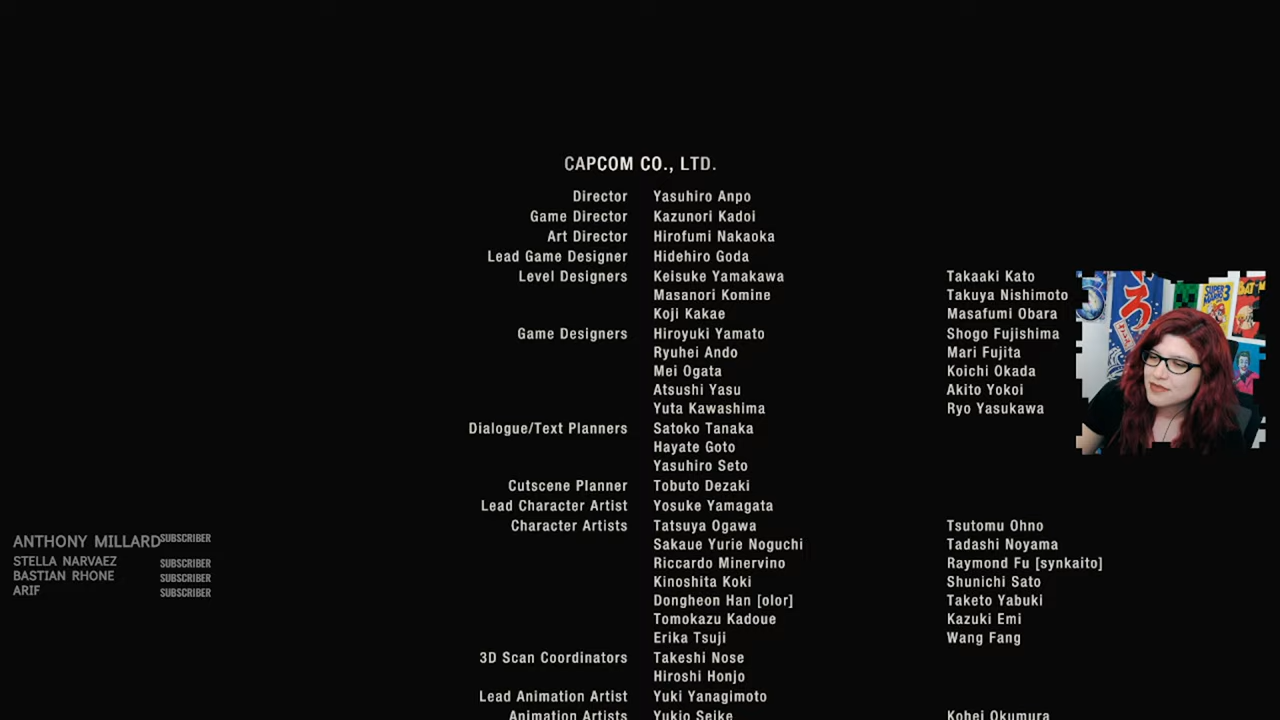 CAPCOM CO., LTD.
Director Yasuhiro Anpo
Game Director Kazunori Kadoi
Art Director Hirofumi Nakaoka
Lead Game Designer Hidehiro Goda
Level Designers Keisuke Yamakawa Takaaki Kato
Masanori Komine Takuya Nishimoto
Koji Kakae Masafumi Obara
Game Designers Hiroyuki Yamato Shogo Fujishima
Ryuhei Ando Mari Fujita
Mei Ogata Koichi Okada
Atsushi Yasu Akito Yokoi
Yuta Kawashima Ryo Yasukawa
Dialogue/Text Planners Satoko Tanaka
Hayate Goto
Yasuhiro Seto
Cutscene Planner Tobuto Dezaki
Lead Character Artist Yosuke Yamagata
Character Artists Tatsuya Ogawa Tsutomu Ohno
Sakaue Yurie Noguchi Tadashi Noyama
Riccardo Minervino Raymond Fu [synkaito]
Kinoshita Koki Shunichi Sato
Dongheon Han [olor] Taketo Yabuki
Tomokazu Kadoue Kazuki Emi
Erika Tsuji Wang Fang
3D Scan Coordinators Takeshi Nose
Hiroshi Honjo
Lead Animation Artist Yuki Yanagimoto
Animation Artists Yukio Seike Kohei Okumura
ANTHONY MILLARD SUBSCRIBER
STELLA NARVAEZ SUBSCRIBER
BASTIAN RHONE SUBSCRIBER
ARIF SUBSCRIBER
SUPER
MARIO
3